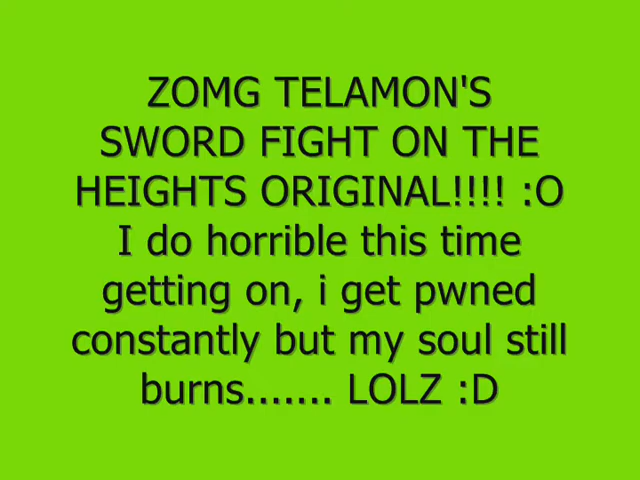 ZOMG TELAMON'S
SWORD FIGHT ON THE
HEIGHTS ORIGINAL!!!! :O
I do horrible this time
getting on, i get pwned
constantly but my soul still
burns....... LOLZ :D